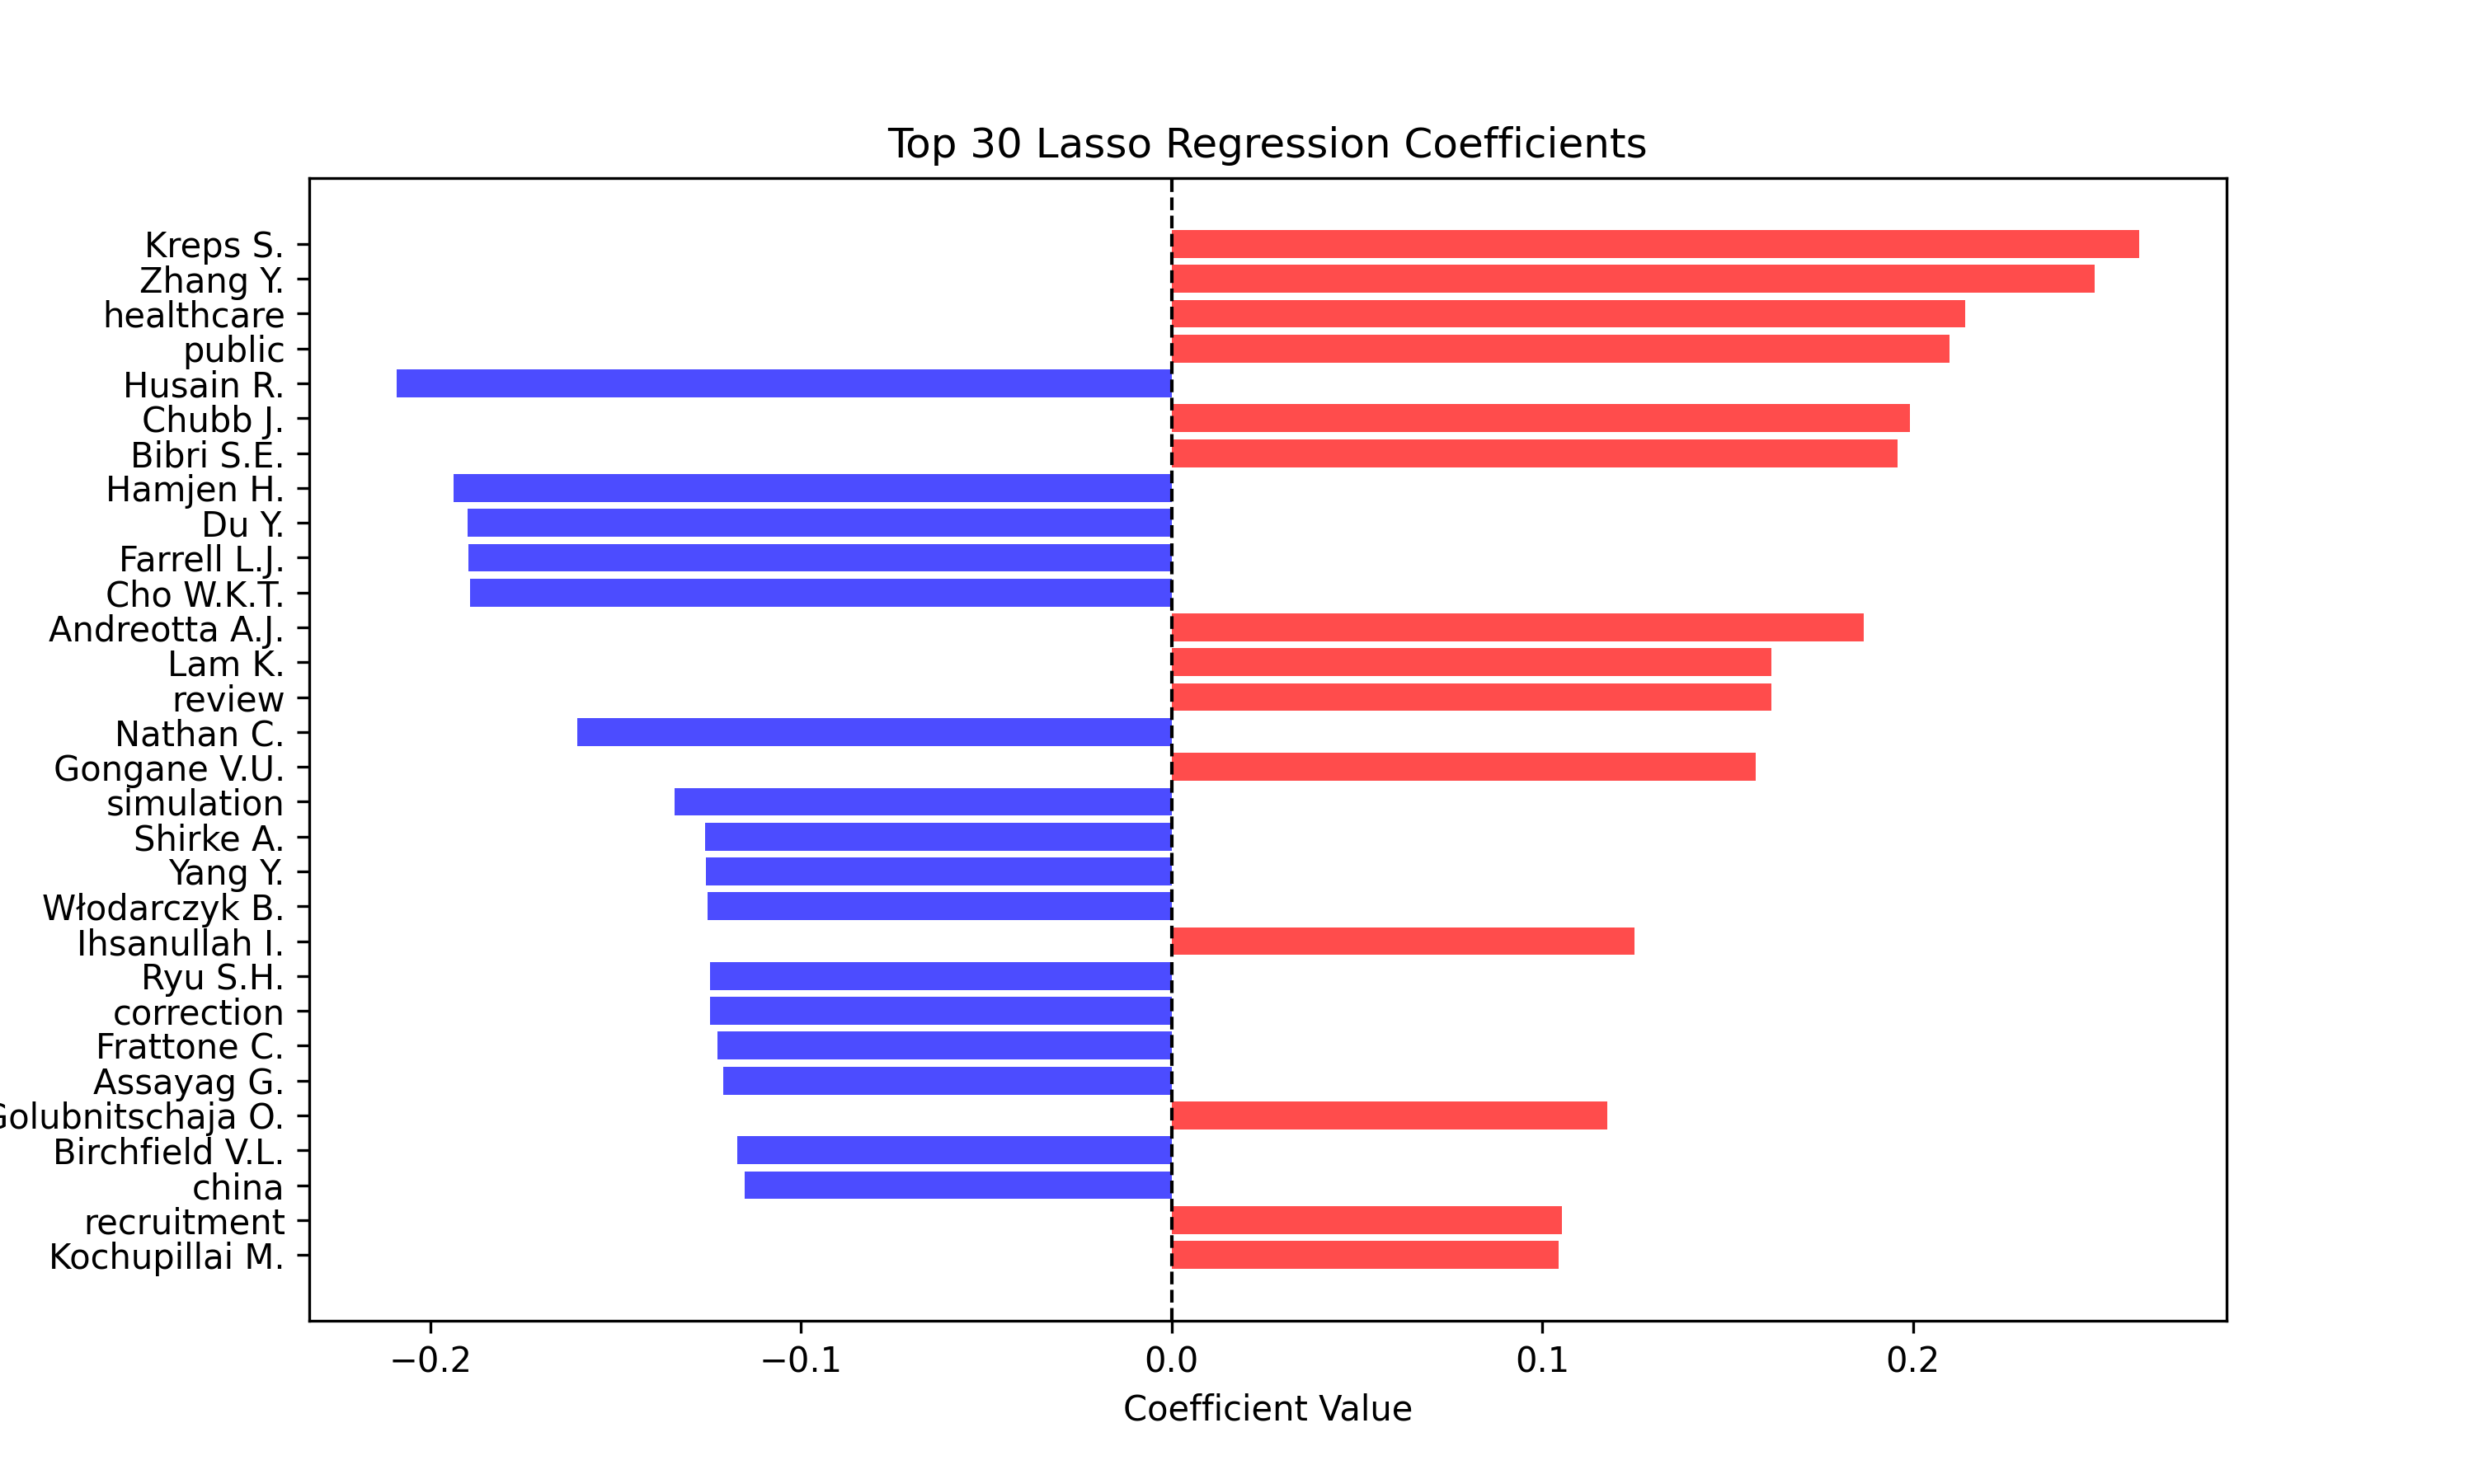 Top 30 Lasso Regression Coefficients
Kreps S.
Zhang Y.
healthcare
public
Husain R.
Chubb J.
Bibri S.E.
Hamjen H.
Du Y.
Farrell L.J.
Cho W.K.T.
Andreotta A.J.
Lam K.
review
Nathan C.
Gongane V.U.
simulation
Shirke A.
Yang Y.
Włodarczyk B.
Ihsanullah I.
Ryu S.H.
correction
Frattone C.
Assayag G.
Golubnitschaja O.
Birchfield V.L.
china
recruitment
Kochupillai M.
−0.2 −0.1 0.0 0.1 0.2
Coefficient Value